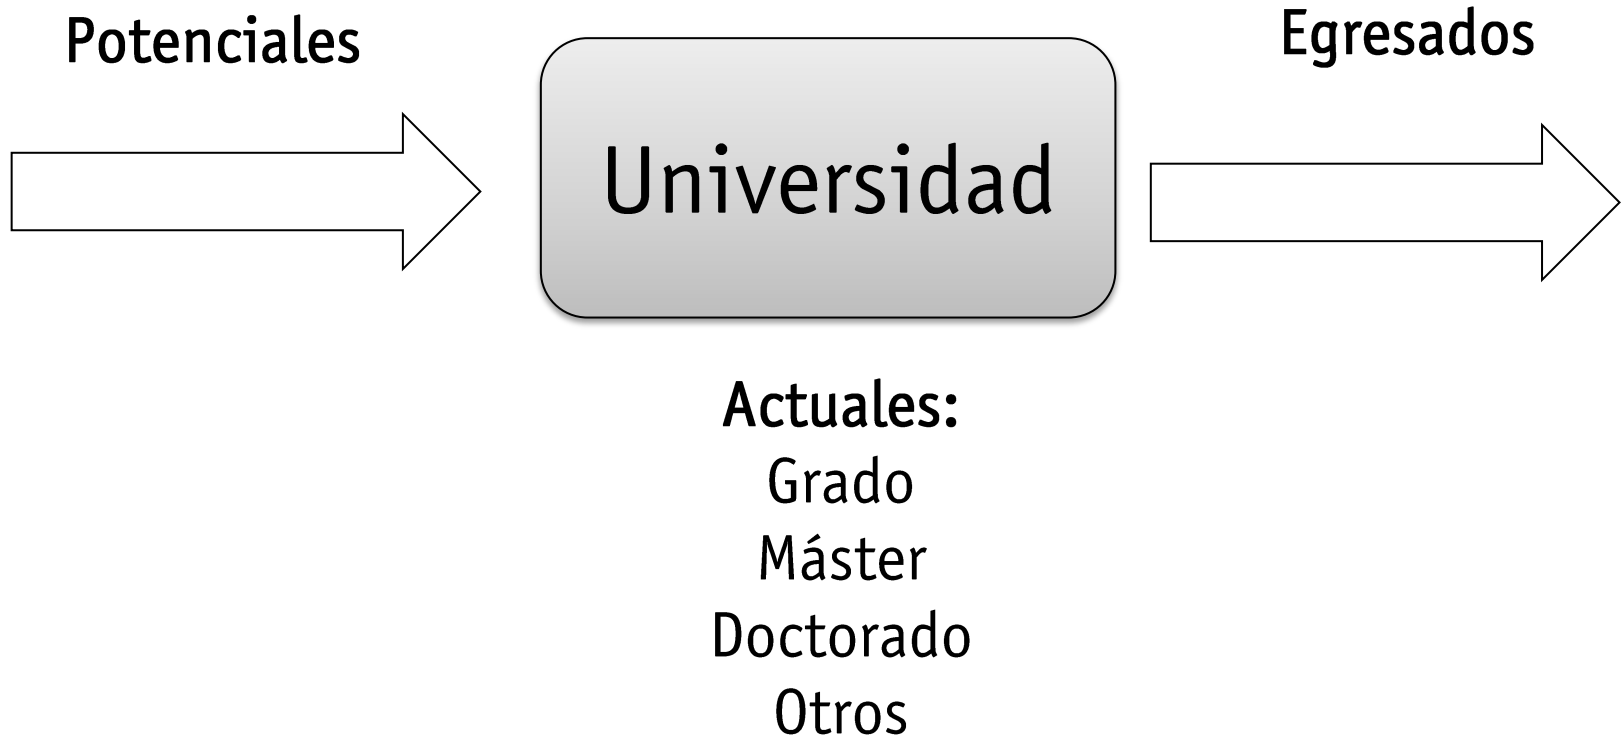 Potenciales
Egresados
Universidad
Actuales:
Grado
Máster
Doctorado
Otros